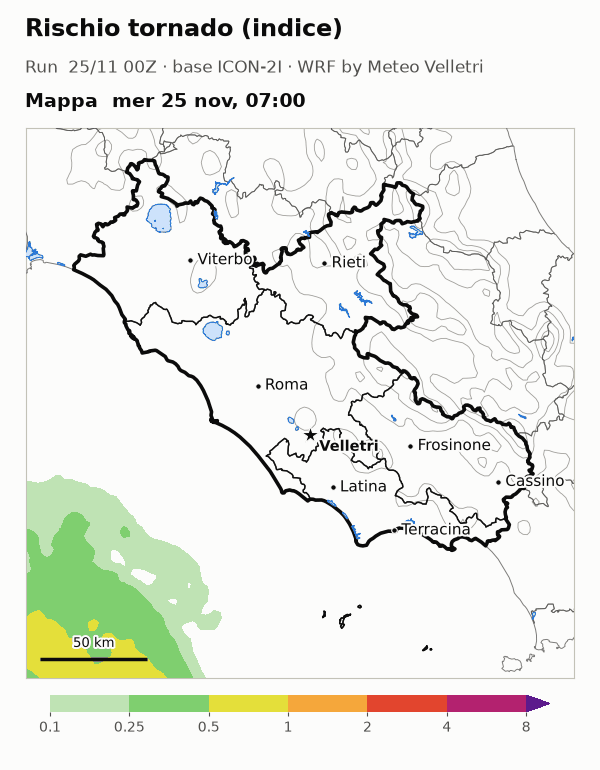 Rischio tornado (indice)
Run  25/11 00Z · base ICON-2I · WRF by Meteo Velletri
Mappa  mer 25 nov, 07:00
Viterbo
Rieti
Roma
Velletri
Frosinone
Cassino
Latina
Terracina
50 km
0.1 0.25 0.5 1 2 4 8